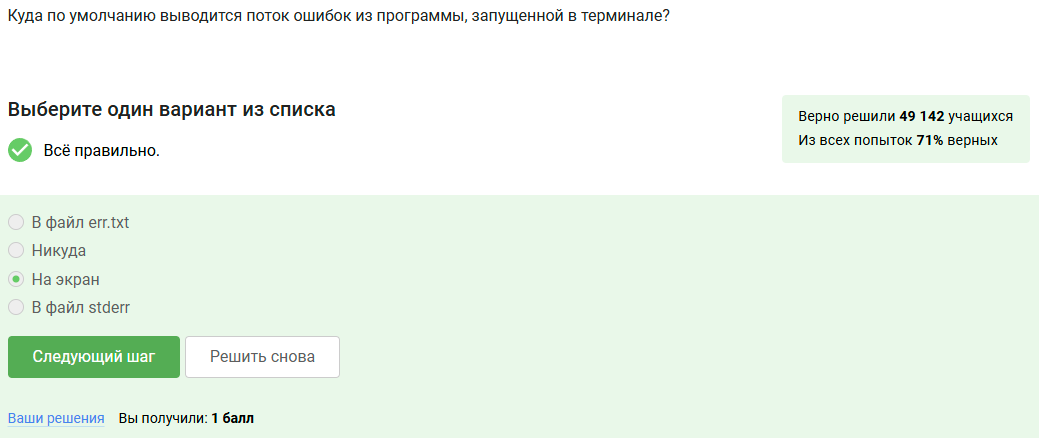 Куда по умолчанию выводится поток ошибок из программы, запущенной в терминале?
Выберите один вариант из списка
Верно решили 49 142 учащихся
Из всех попыток 71% верных
Всё правильно.
В файл err.txt
Никуда
На экран
В файл stderr
Следующий шаг
Решить снова
Ваши решения
Вы получили: 1 балл